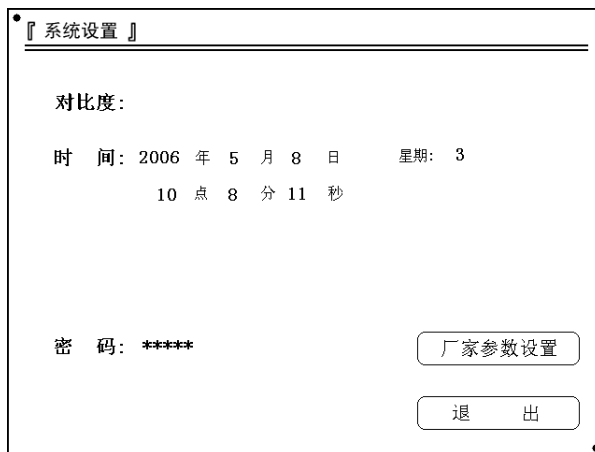 『 系统设置 』
对比度:
时 间: 2006 年 5 月 8 日 星期: 3
10 点 8 分 11 秒
密 码: *****
厂家参数设置
退 出